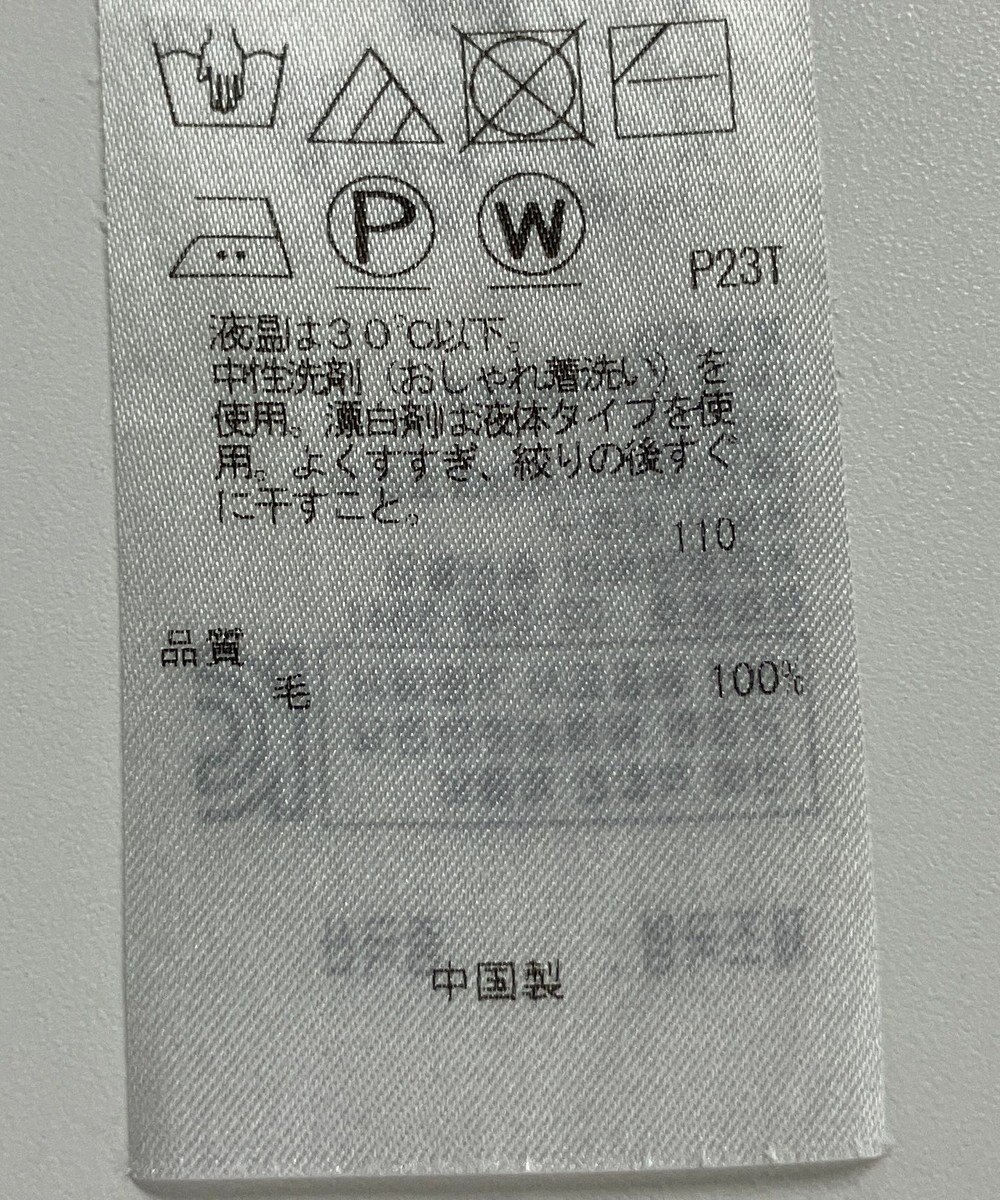 P
W
P23T
液温は30℃以下。
中性洗剤(おしゃれ着洗い)を
使用。漂白剤は液体タイプを使
用。よくすすぎ、絞りの後すぐ
に干すこと。
110
品質
毛 100%
中国製